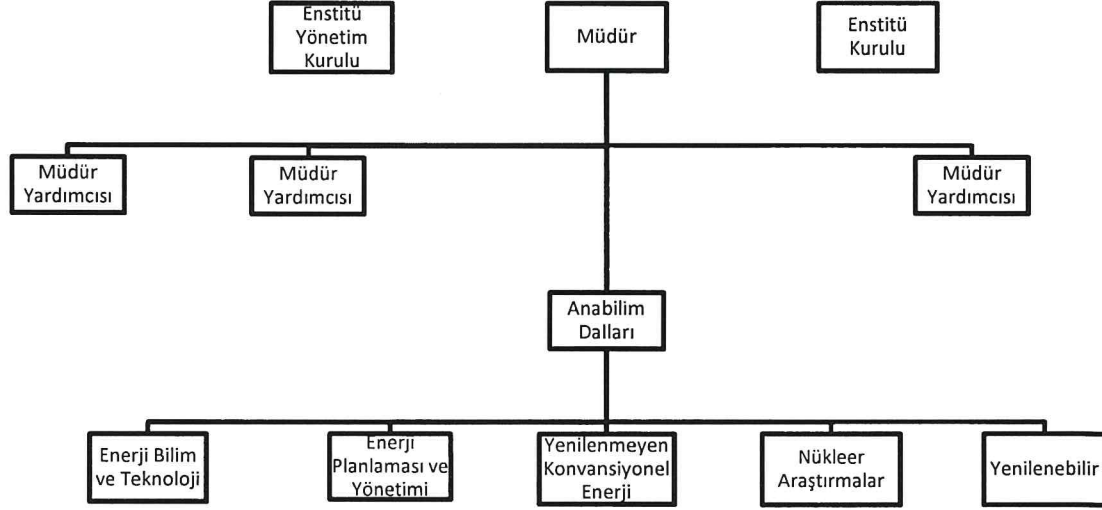 Enstitü
Yönetim
Kurulu
Müdür
Enstitü
Kurulu
Müdür
Yardımcısı
Müdür
Yardımcısı
Müdür
Yardımcısı
Anabilim
Dalları
Enerji Bilim
ve Teknoloji
Enerji
Planlaması ve
Yönetimi
Yenilenmeyen
Konvansiyonel
Enerji
Nükleer
Araştırmalar
Yenilenebilir